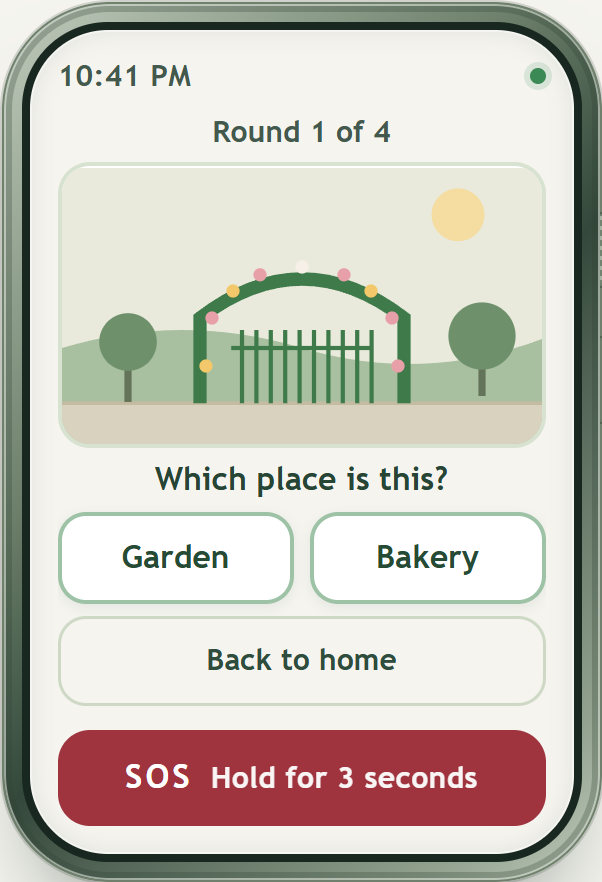 10:41 PM
Round 1 of 4
Which place is this?
Garden
Bakery
Back to home
SOS Hold for 3 seconds